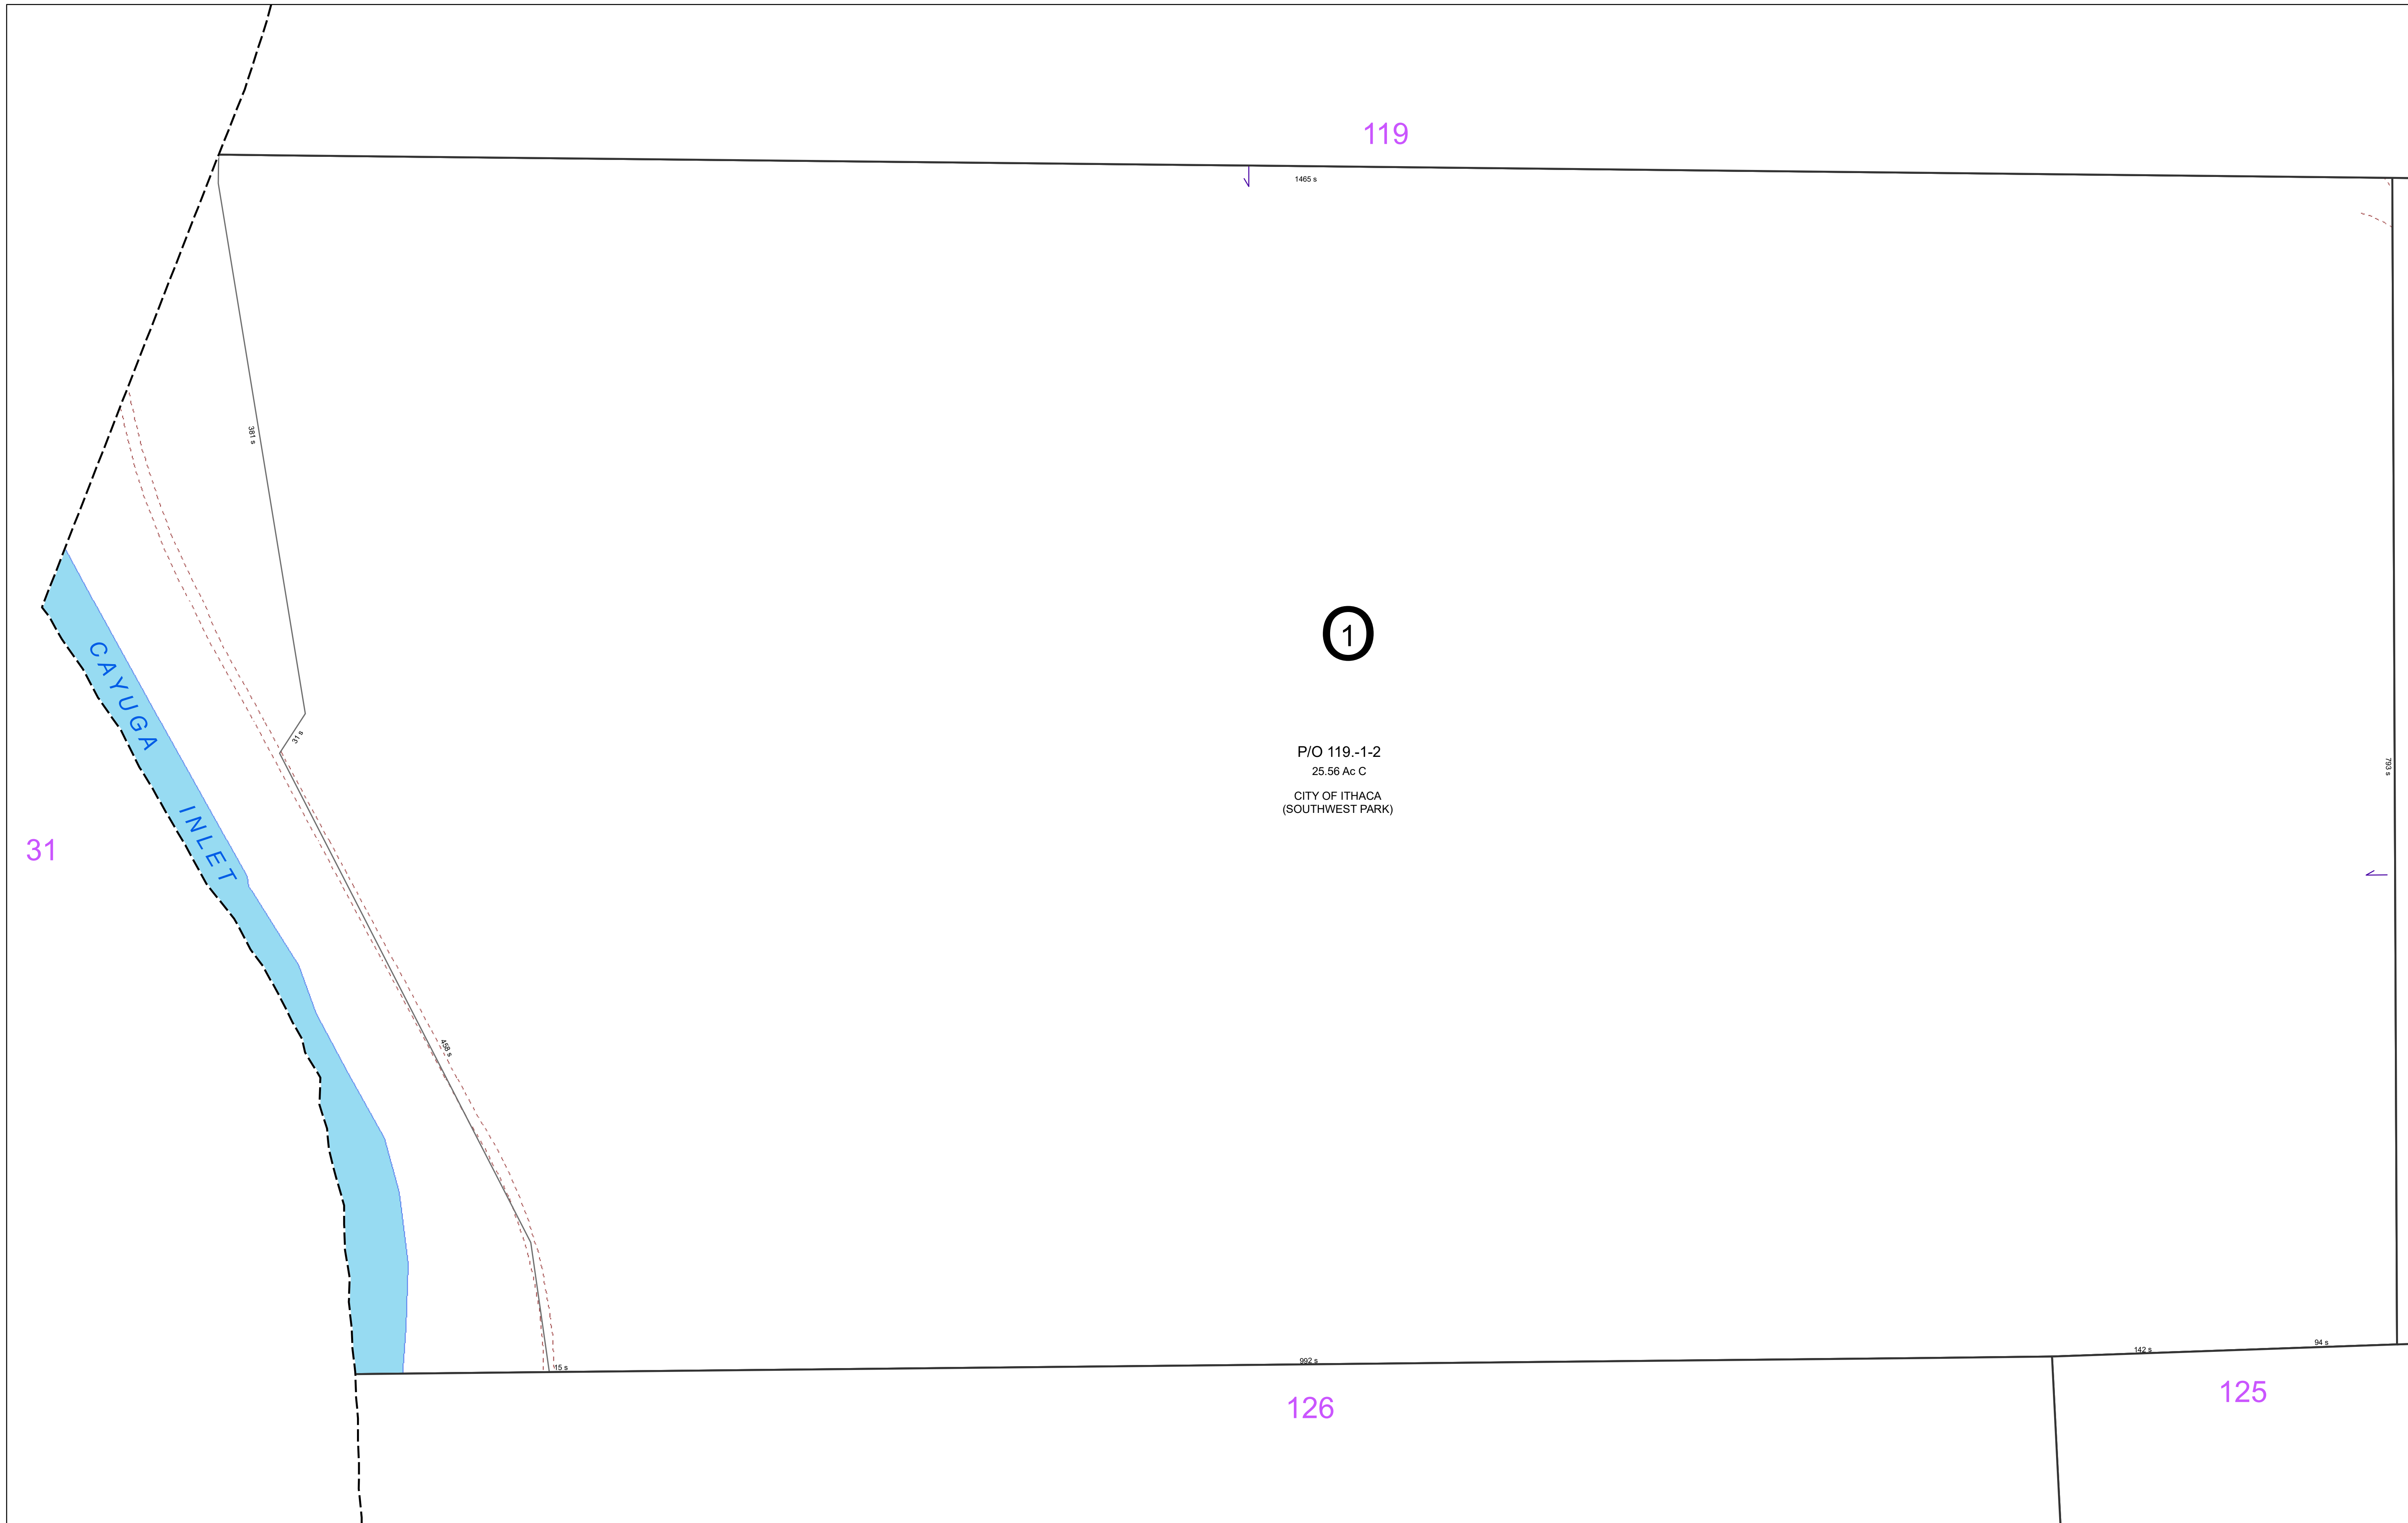 119
1465 s
381 s
1
CAYUGA INLET
31 s
P/O 119.-1-2
25.56 Ac C
CITY OF ITHACA
(SOUTHWEST PARK)
793 s
31
458 s
15 s
992 s
142 s
94 s
126
125